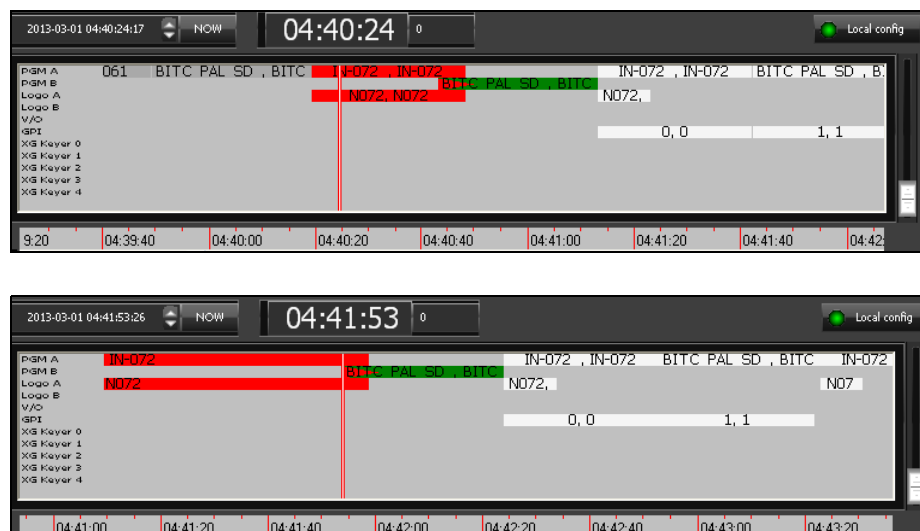 2013-03-01 04:40:24:17 NOW 04:40:24 0 Local config
PGM A 061 BITC PAL SD , BITC IN-072 , IN-072 IN-072 , IN-072 BITC PAL SD , B.
PGM B BITC PAL SD , BITC
Logo A N072, N072 N072,
Logo B
V/O
GPI 0, 0 1, 1
XG Keyer 0
XG Keyer 1
XG Keyer 2
XG Keyer 3
XG Keyer 4
9:20 04:39:40 04:40:00 04:40:20 04:40:40 04:41:00 04:41:20 04:41:40 04:42:
2013-03-01 04:41:53:26 NOW 04:41:53 0 Local config
PGM A IN-072 IN-072 , IN-072 BITC PAL SD , BITC IN-072
PGM B BITC PAL SD , BITC
Logo A N072 N072, N07
Logo B
V/O
GPI 0, 0 1, 1
XG Keyer 0
XG Keyer 1
XG Keyer 2
XG Keyer 3
XG Keyer 4
04:41:00 04:41:20 04:41:40 04:42:00 04:42:20 04:42:40 04:43:00 04:43:20